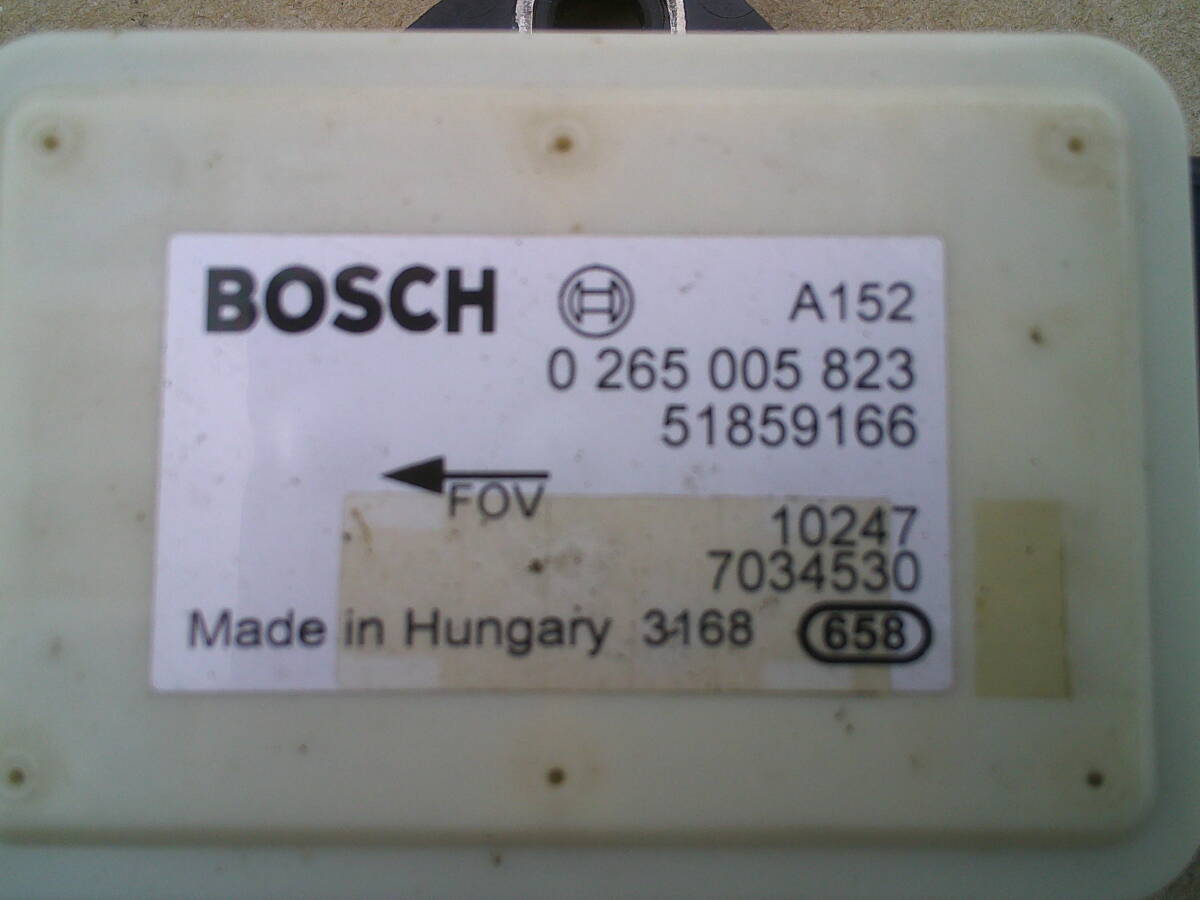 BOSCH A152
0 265 005 823
51859166
FOV
10247
7034530
Made in Hungary 3168 658